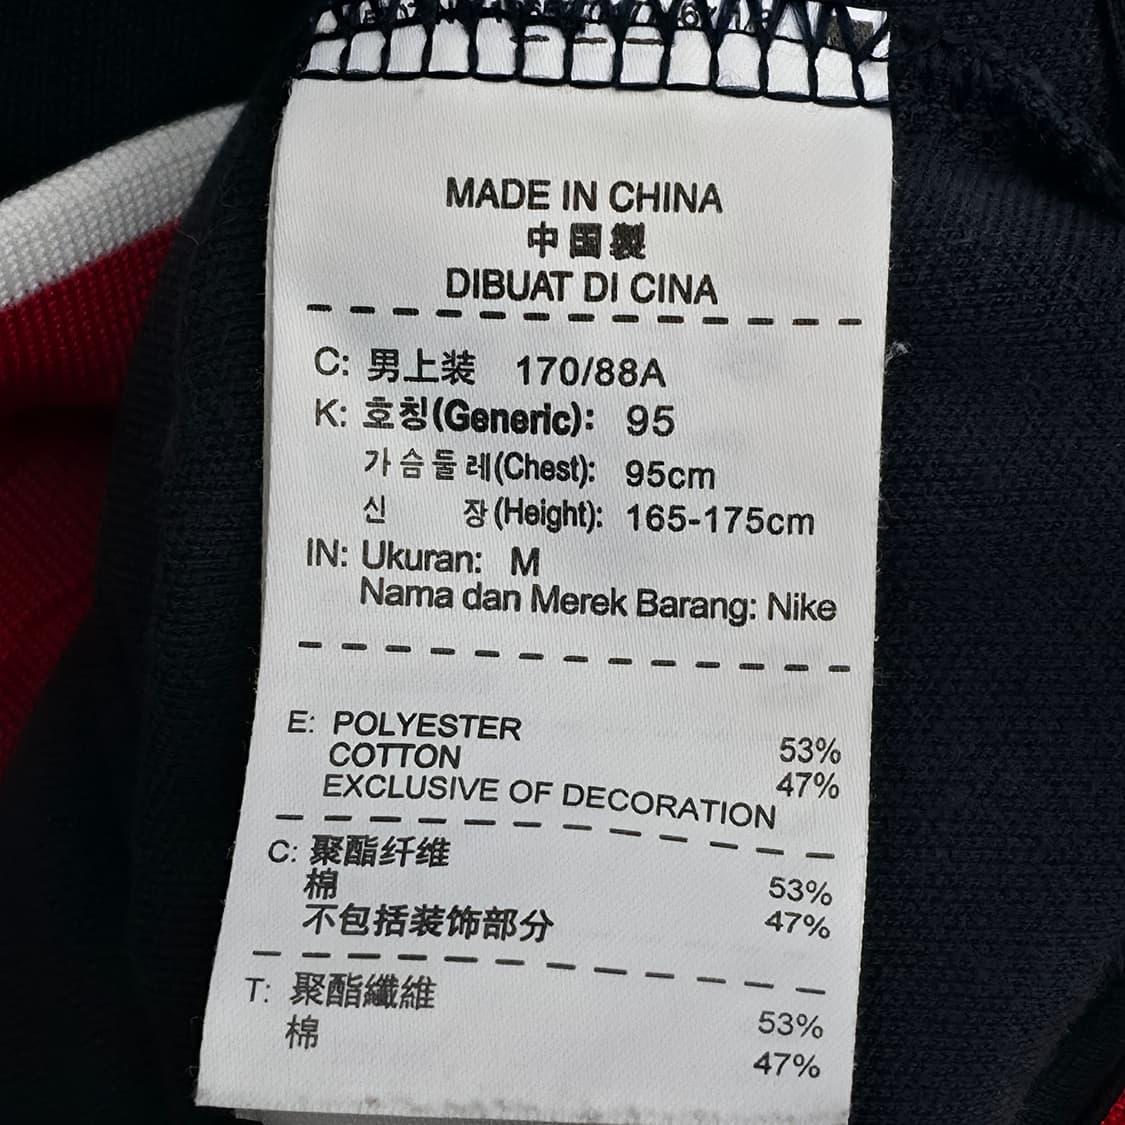 MADE IN CHINA
中国製
DIBUAT DI CINA
C: 男上装 170/88A
K: 호칭(Generic): 95
가슴둘레(Chest): 95cm
신 장(Height): 165-175cm
IN: Ukuran: M
Nama dan Merek Barang: Nike
E: POLYESTER 53%
COTTON 47%
EXCLUSIVE OF DECORATION
C: 聚酯纤维 53%
棉 47%
不包括装饰部分
T: 聚酯纖維 53%
棉 47%